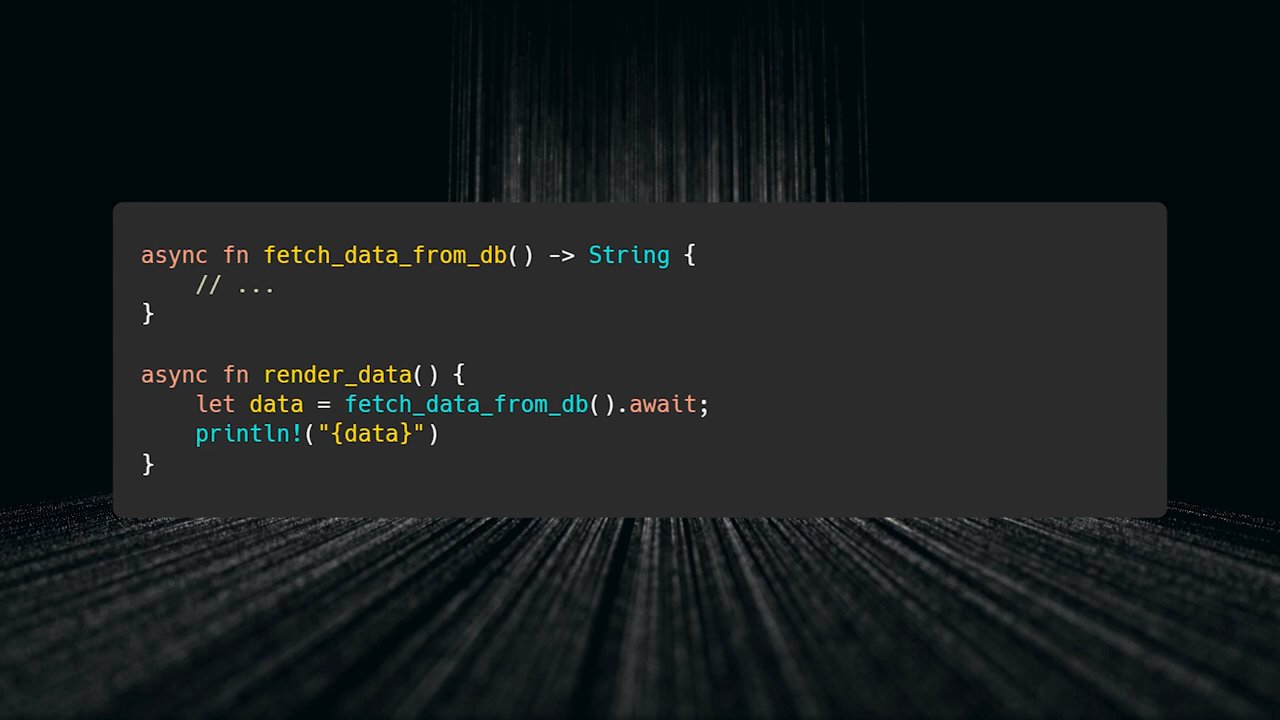 async fn fetch_data_from_db() -> String {
    // ...
}

async fn render_data() {
    let data = fetch_data_from_db().await;
    println!("{data}")
}